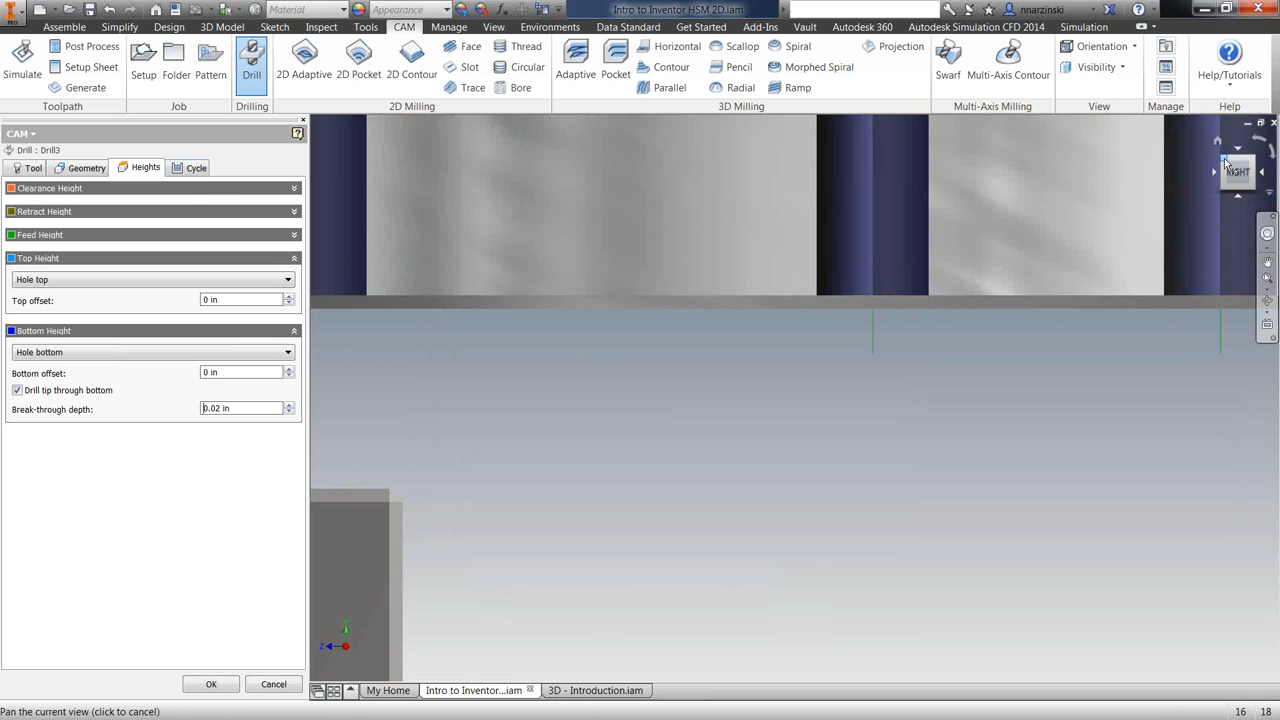 PRO
Material
Appearance
Intro to Inventor HSM 2D.iam
nnarzinski
Assemble Simplify Design 3D Model Sketch Inspect Tools CAM Manage View Environments Data Standard Vault Autodesk 360 Get Started Add-Ins Autodesk Simulation CFD 2014 Simulation
Simulate
Post Process
Setup Sheet
Generate
Toolpath
Setup
Folder
Pattern
Job
Drill
Drilling
2D Adaptive
2D Pocket
2D Contour
Face
Slot
Trace
Thread
Circular
Bore
2D Milling
Adaptive
Pocket
Horizontal
Contour
Parallel
Scallop
Pencil
Radial
Spiral
Morphed Spiral
Ramp
Projection
3D Milling
Swarf
Multi-Axis Contour
Multi-Axis Milling
Orientation
Visibility
View
Manage
Help/Tutorials
Help
CAM
Drill : Drill3
Tool Geometry Heights Cycle
Clearance Height
Retract Height
Feed Height
Top Height
Hole top
Top offset: 0 in
Bottom Height
Hole bottom
Bottom offset: 0 in
Drill tip through bottom
Break-through depth: 0.02 in
OK Cancel
RIGHT
Y
Z
My Home Intro to Inventor...iam 3D - Introduction.iam
Pan the current view (click to cancel) 16 18